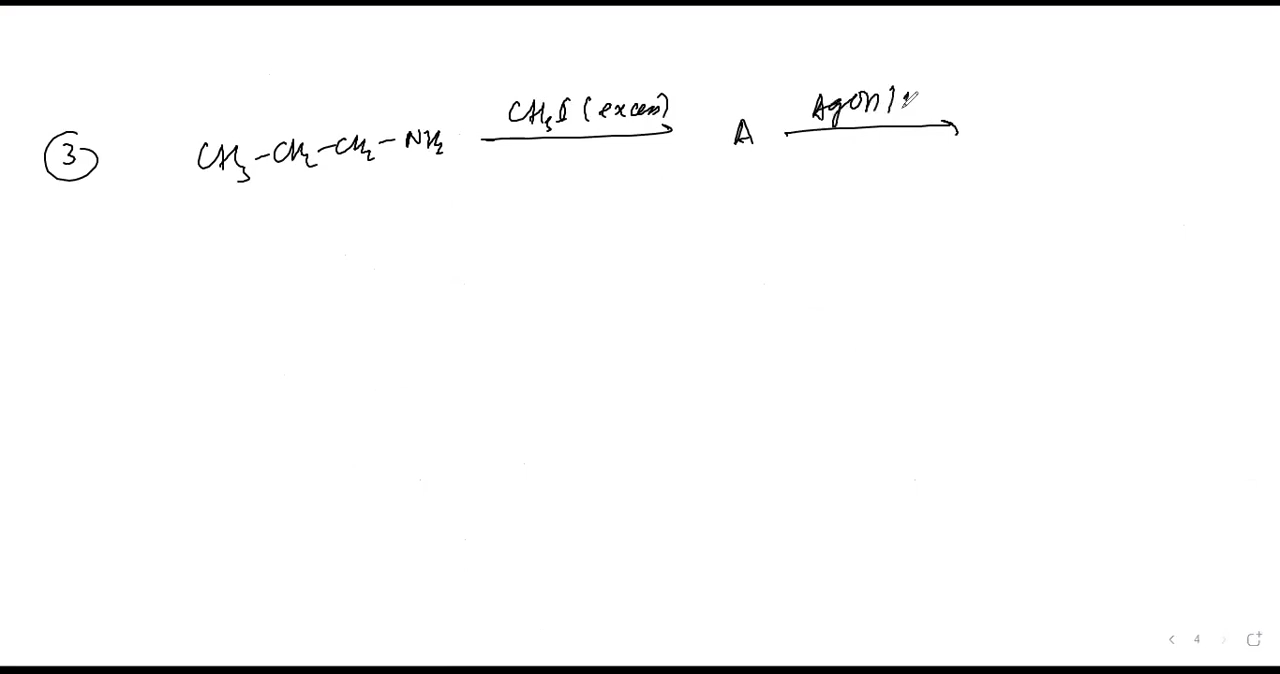 ③ CH₃-CH₂-CH₂-NH₂ CH₃I (excess) A AgOH |
< 4 >